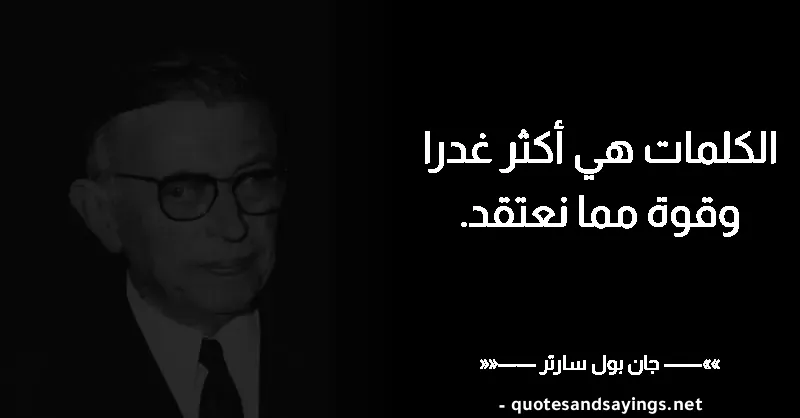 الكلمات هي أكثر غدرا
وقوة مما نعتقد.
»»—— جان بول سارتر ——««
- quotesandsayings.net